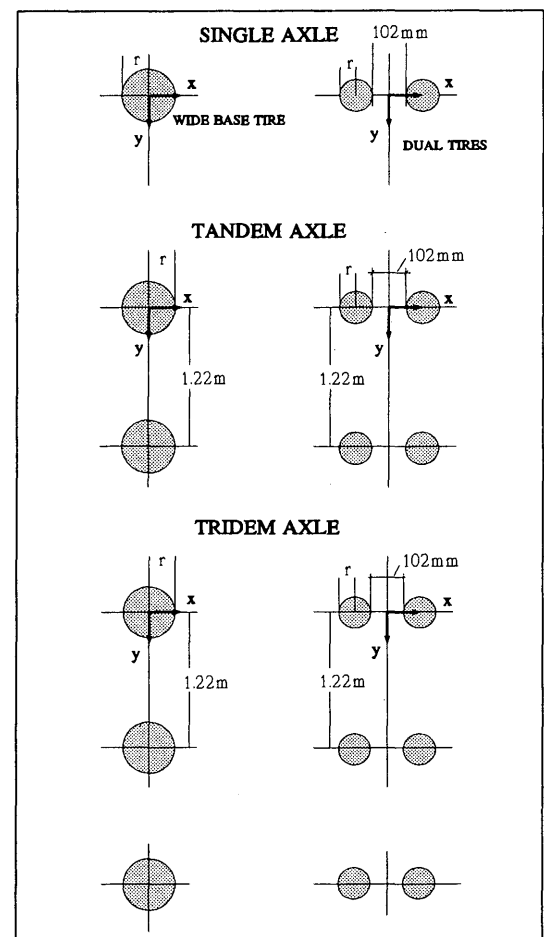 SINGLE AXLE
102mm
r
x
r
WIDE BASE TIRE
y
y
DUAL TIRES
TANDEM AXLE
r
102mm
r
x
x
y
y
1.22m
1.22m
TRIDEM AXLE
r
102mm
r
x
x
y
y
1.22m
1.22m